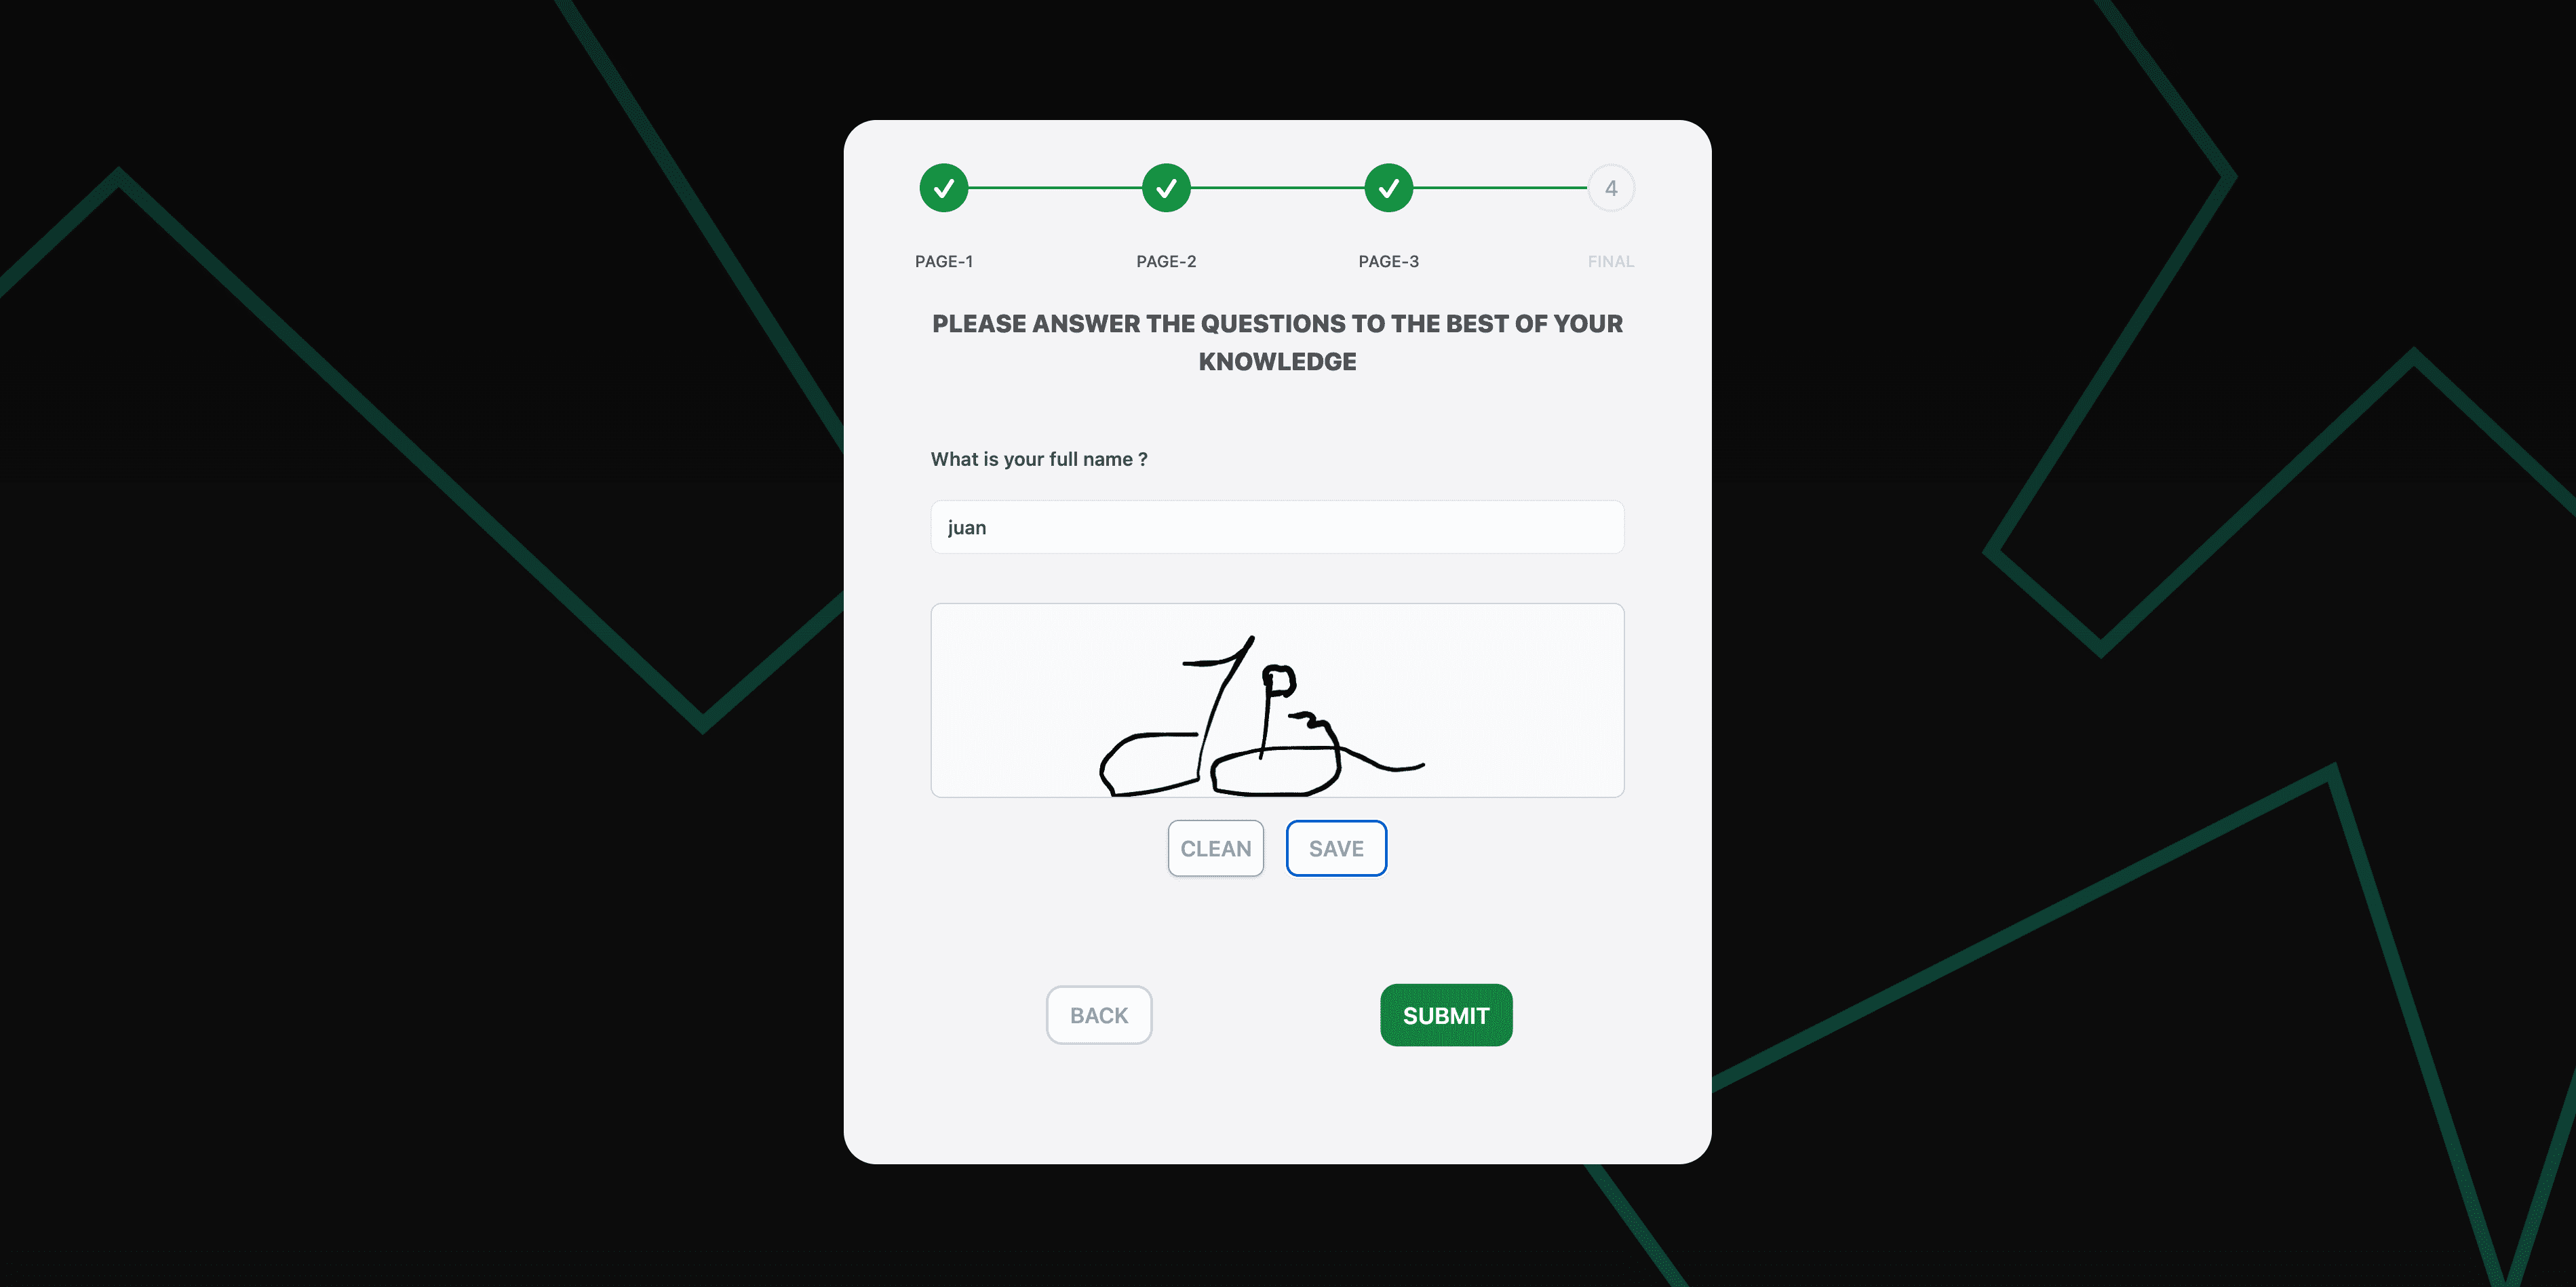 4
PAGE-1 PAGE-2 PAGE-3 FINAL
PLEASE ANSWER THE QUESTIONS TO THE BEST OF YOUR
KNOWLEDGE
What is your full name ?
juan
CLEAN SAVE
BACK SUBMIT